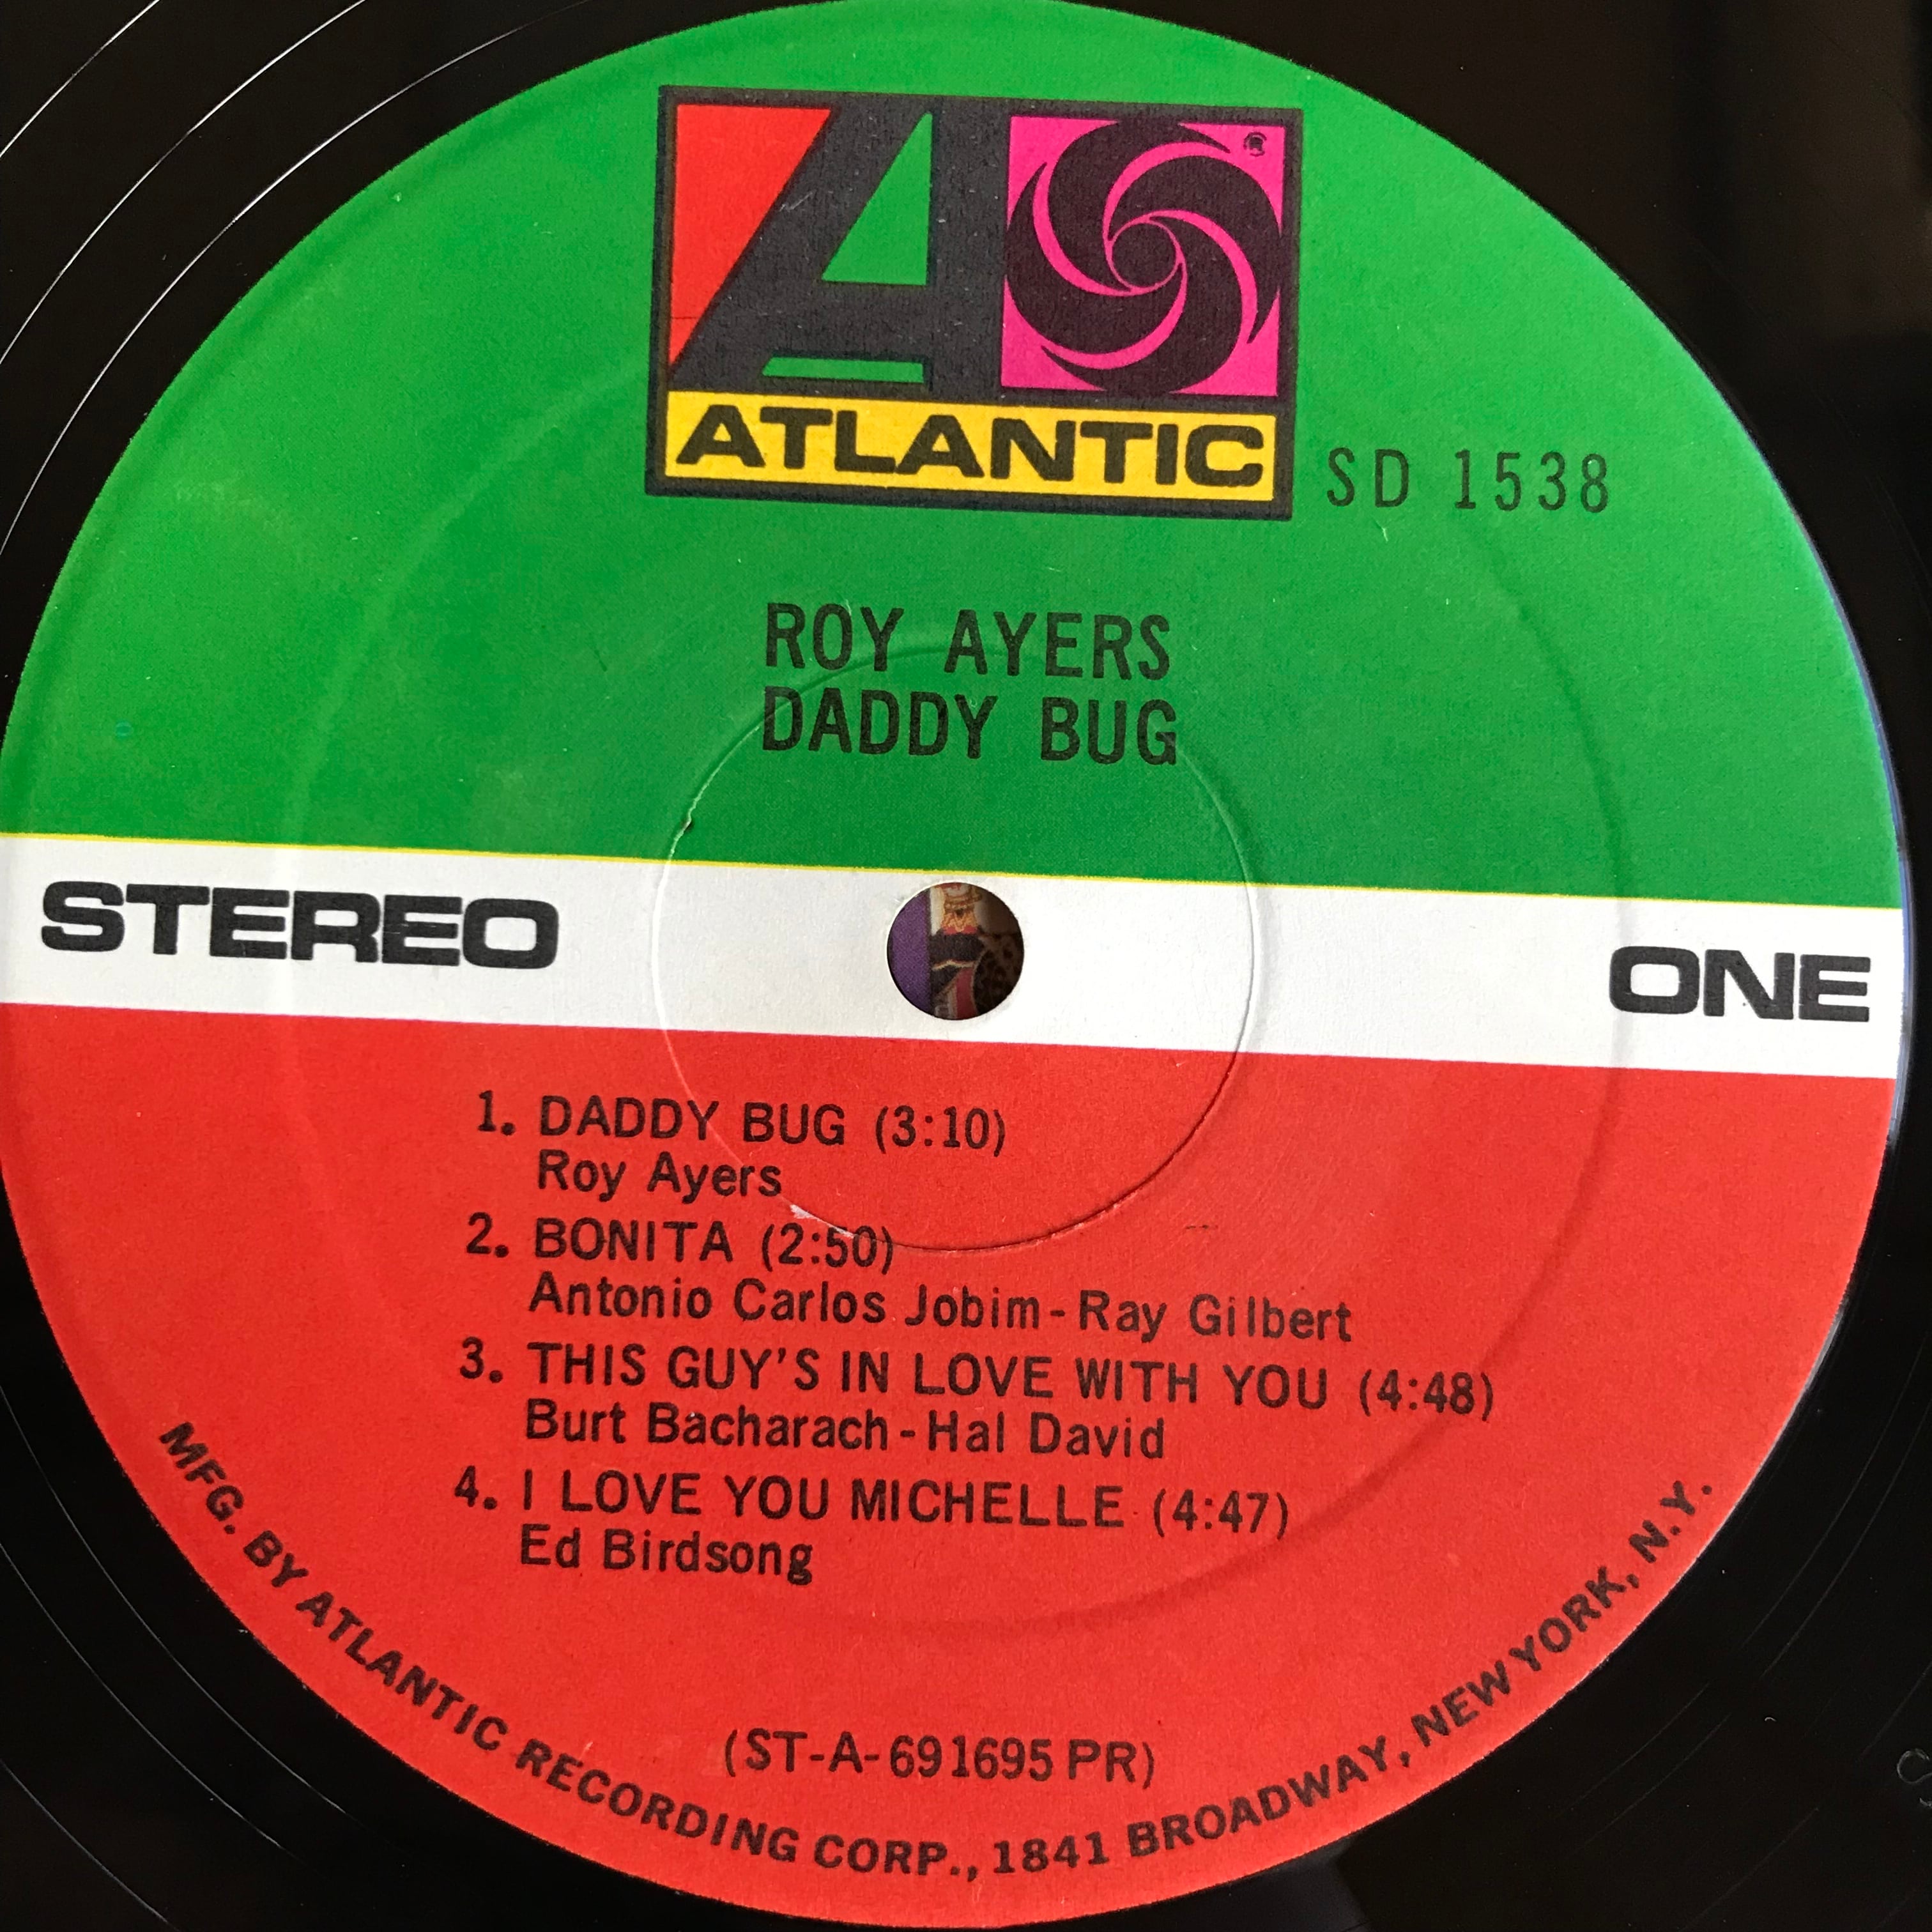 ATLANTIC
SD 1538
ROY AYERS
DADDY BUG
STEREO
ONE
1. DADDY BUG (3:10)
Roy Ayers
2. BONITA (2:50)
Antonio Carlos Jobim-Ray Gilbert
3. THIS GUY'S IN LOVE WITH YOU (4:48)
Burt Bacharach-Hal David
4. I LOVE YOU MICHELLE (4:47)
Ed Birdsong
(ST-A-691695 PR)
MFG. BY ATLANTIC RECORDING CORP., 1841 BROADWAY, NEW YORK, N.Y.